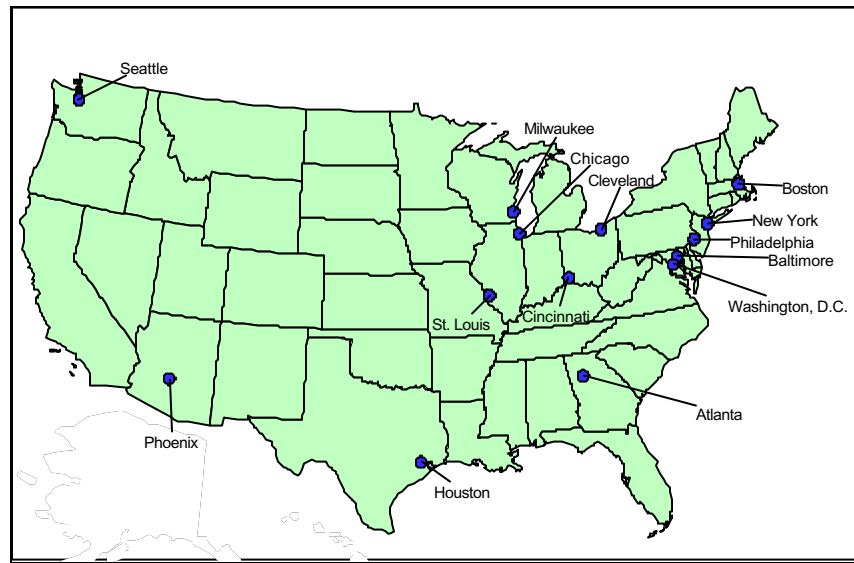 Seattle
Milwaukee
Chicago
Cleveland
Boston
New York
Philadelphia
Baltimore
Washington, D.C.
St. Louis
Cincinnati
Atlanta
Phoenix
Houston